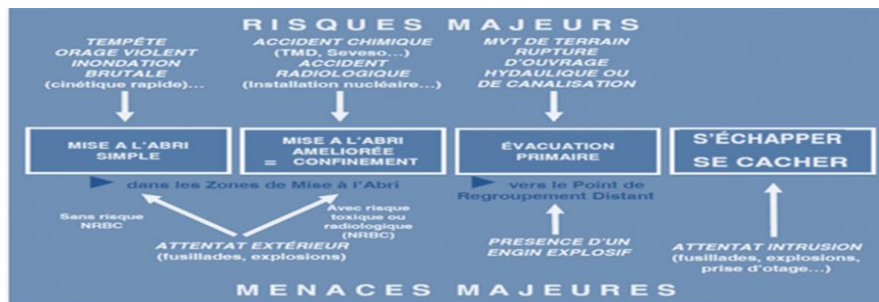 RISQUES MAJEURS
TEMPÊTE
ORAGE VIOLENT
INONDATION
BRUTALE
(cinétique rapide)...
ACCIDENT CHIMIQUE
(TMD, Seveso...)
ACCIDENT
RADIOLOGIQUE
(Installation nucléaire...)
MVT DE TERRAIN
RUPTURE
D'OUVRAGE
HYDAULIQUE OU
DE CANALISATION
MISE A L'ABRI
SIMPLE
MISE A L'ABRI
AMELIORÉE
= CONFINEMENT
ÉVACUATION
PRIMAIRE
S'ÉCHAPPER
SE CACHER
dans les Zones de Mise à l'Abri
vers le Point de
Regroupement Distant
Sans risque
NRBC
Avec risque
toxique ou
radiologique
(NRBC)
ATTENTAT EXTÉRIEUR
(fusillades, explosions)
PRESENCE D'UN
ENGIN EXPLOSIF
ATTENTAT INTRUSION
(fusillades, explosions,
prise d'otage...)
MENACES MAJEURES